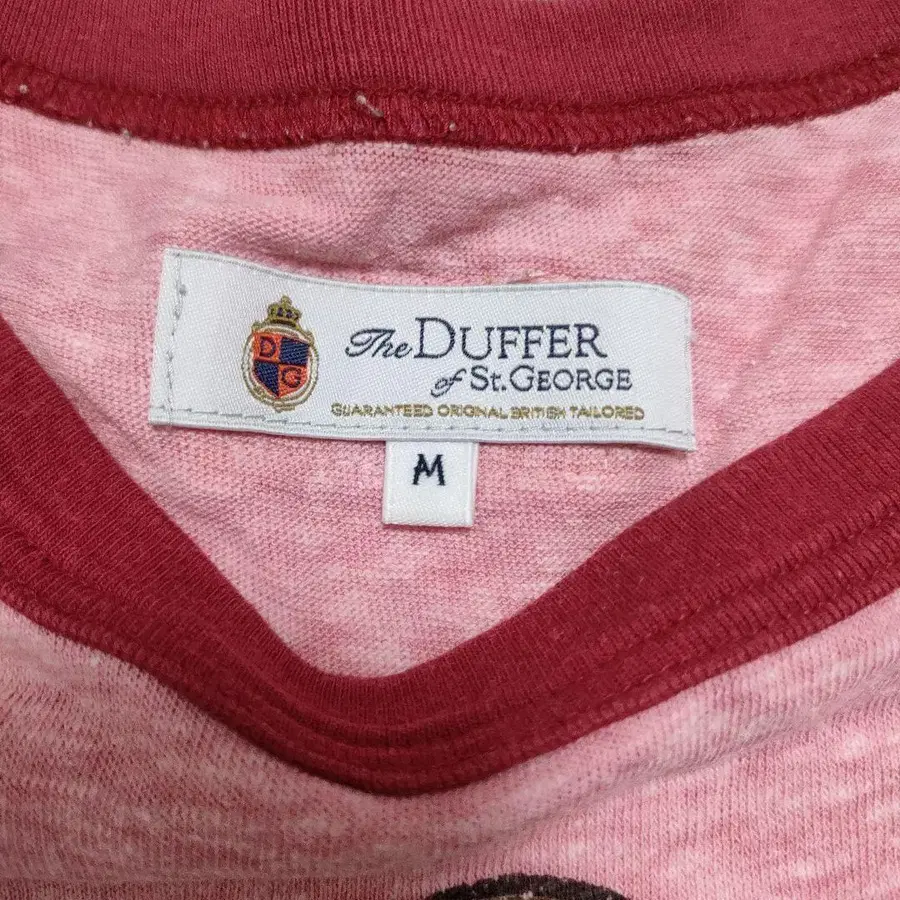 D
G
The DUFFER
of St. GEORGE
GUARANTEED ORIGINAL BRITISH TAILORED
M